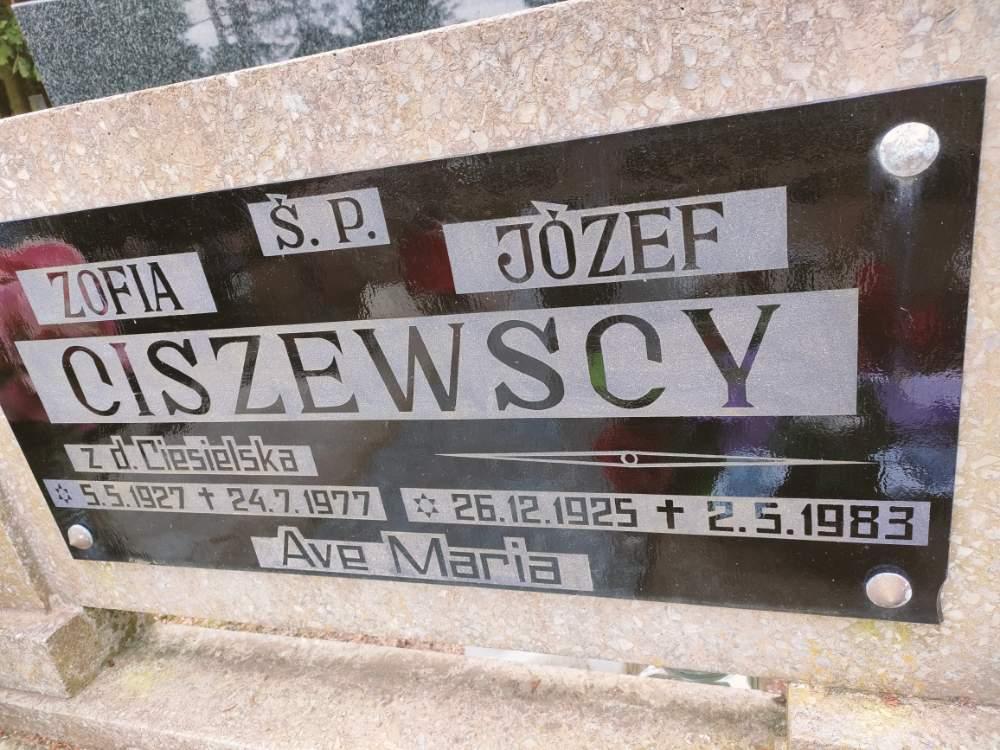 Ś. P.
ZOFIA JÓZEF
CISZEWSCY
z d. Ciesielska
✡ 5.5.1927 ✝ 24.7.1977 ✡ 26.12.1925 ✝ 2.5.1983
Ave Maria